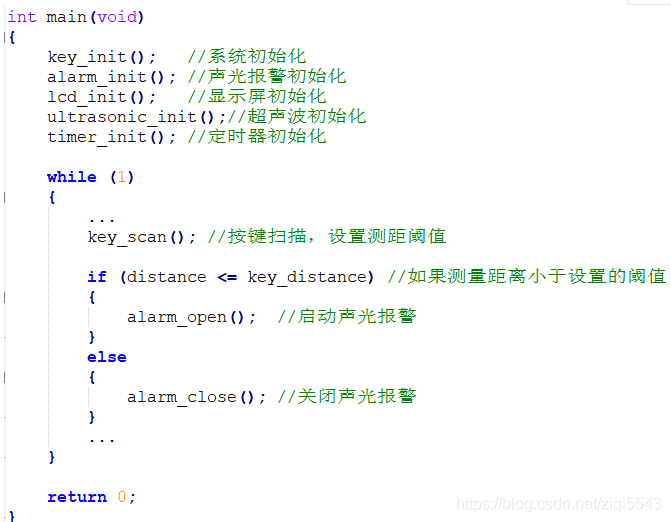 int main(void)
{
    key_init();   //系统初始化
    alarm_init(); //声光报警初始化
    lcd_init();   //显示屏初始化
    ultrasonic_init();//超声波初始化
    timer_init(); //定时器初始化

    while (1)
    {
        ...
        key_scan(); //按键扫描，设置测距阈值

        if (distance <= key_distance) //如果测量距离小于设置的阈值
        {
            alarm_open();  //启动声光报警
        }
        else
        {
            alarm_close(); //关闭声光报警
        }
        ...
    }

    return 0;
}
https://blog.csdn.net/ziqi5543